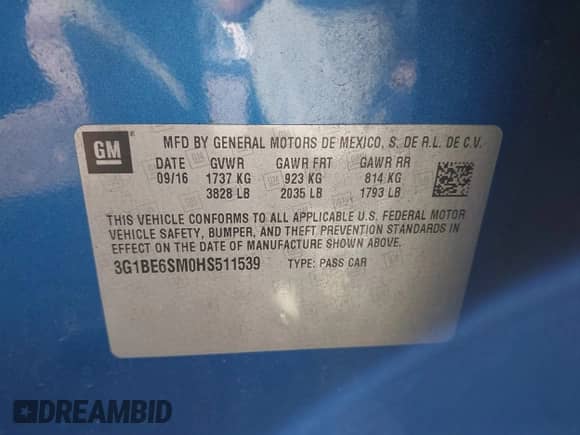 GM
MFD BY GENERAL MOTORS DE MEXICO, S. DE R.L. DE C.V.
DATE GVWR GAWR FRT GAWR RR
09/16 1737 KG 923 KG 814 KG
3828 LB 2035 LB 1793 LB
THIS VEHICLE CONFORMS TO ALL APPLICABLE U.S. FEDERAL MOTOR
VEHICLE SAFETY, BUMPER, AND THEFT PREVENTION STANDARDS IN
EFFECT ON THE DATE OF MANUFACTURE SHOWN ABOVE.
3G1BE6SM0HS511539 TYPE: PASS CAR
DREAMBID